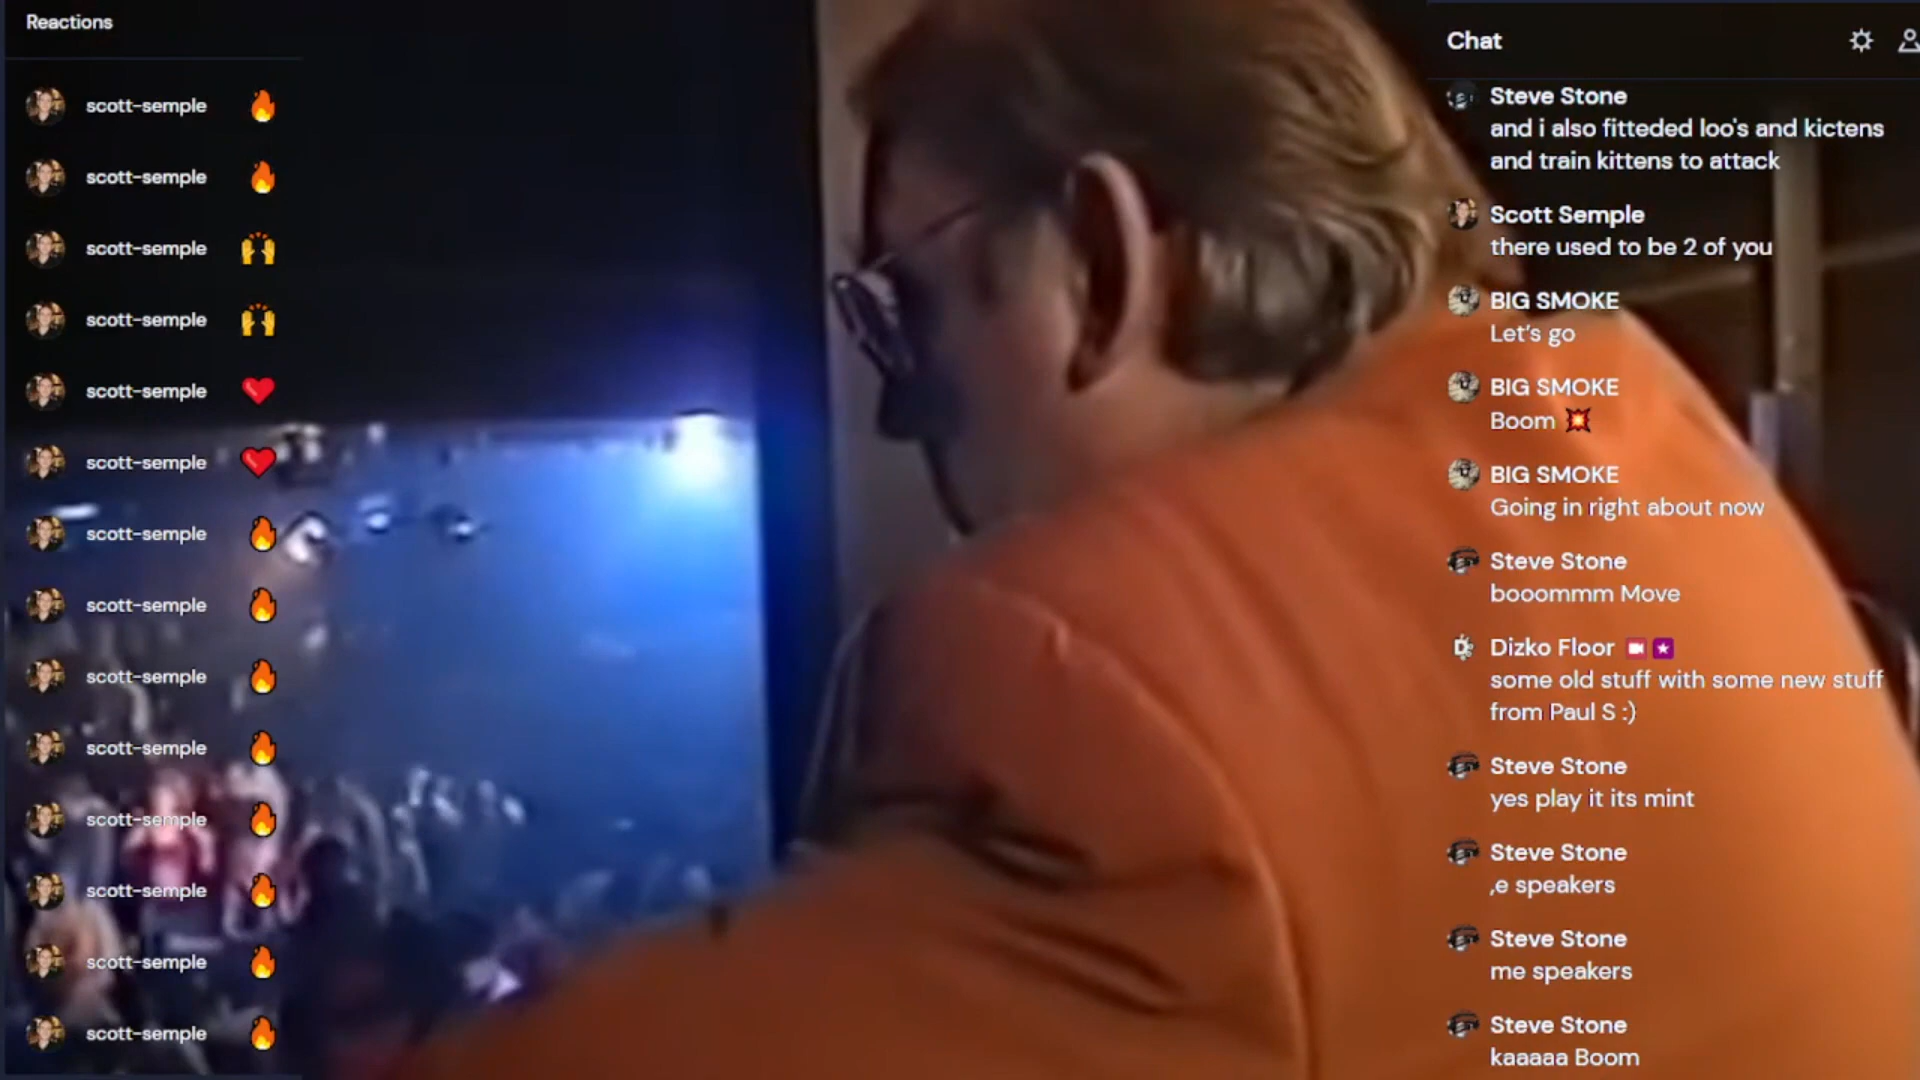 Reactions
scott-semple 🔥
scott-semple 🔥
scott-semple 🙌
scott-semple 🙌
scott-semple ❤️
scott-semple ❤️
scott-semple 🔥
scott-semple 🔥
scott-semple 🔥
scott-semple 🔥
scott-semple 🔥
scott-semple 🔥
scott-semple 🔥
scott-semple 🔥
Chat
Steve Stone
and i also fitteded loo's and kictens
and train kittens to attack
Scott Semple
there used to be 2 of you
BIG SMOKE
Let's go
BIG SMOKE
Boom 💥
BIG SMOKE
Going in right about now
Steve Stone
booommm Move
Dizko Floor
some old stuff with some new stuff
from Paul S :)
Steve Stone
yes play it its mint
Steve Stone
,e speakers
Steve Stone
me speakers
Steve Stone
kaaaaa Boom